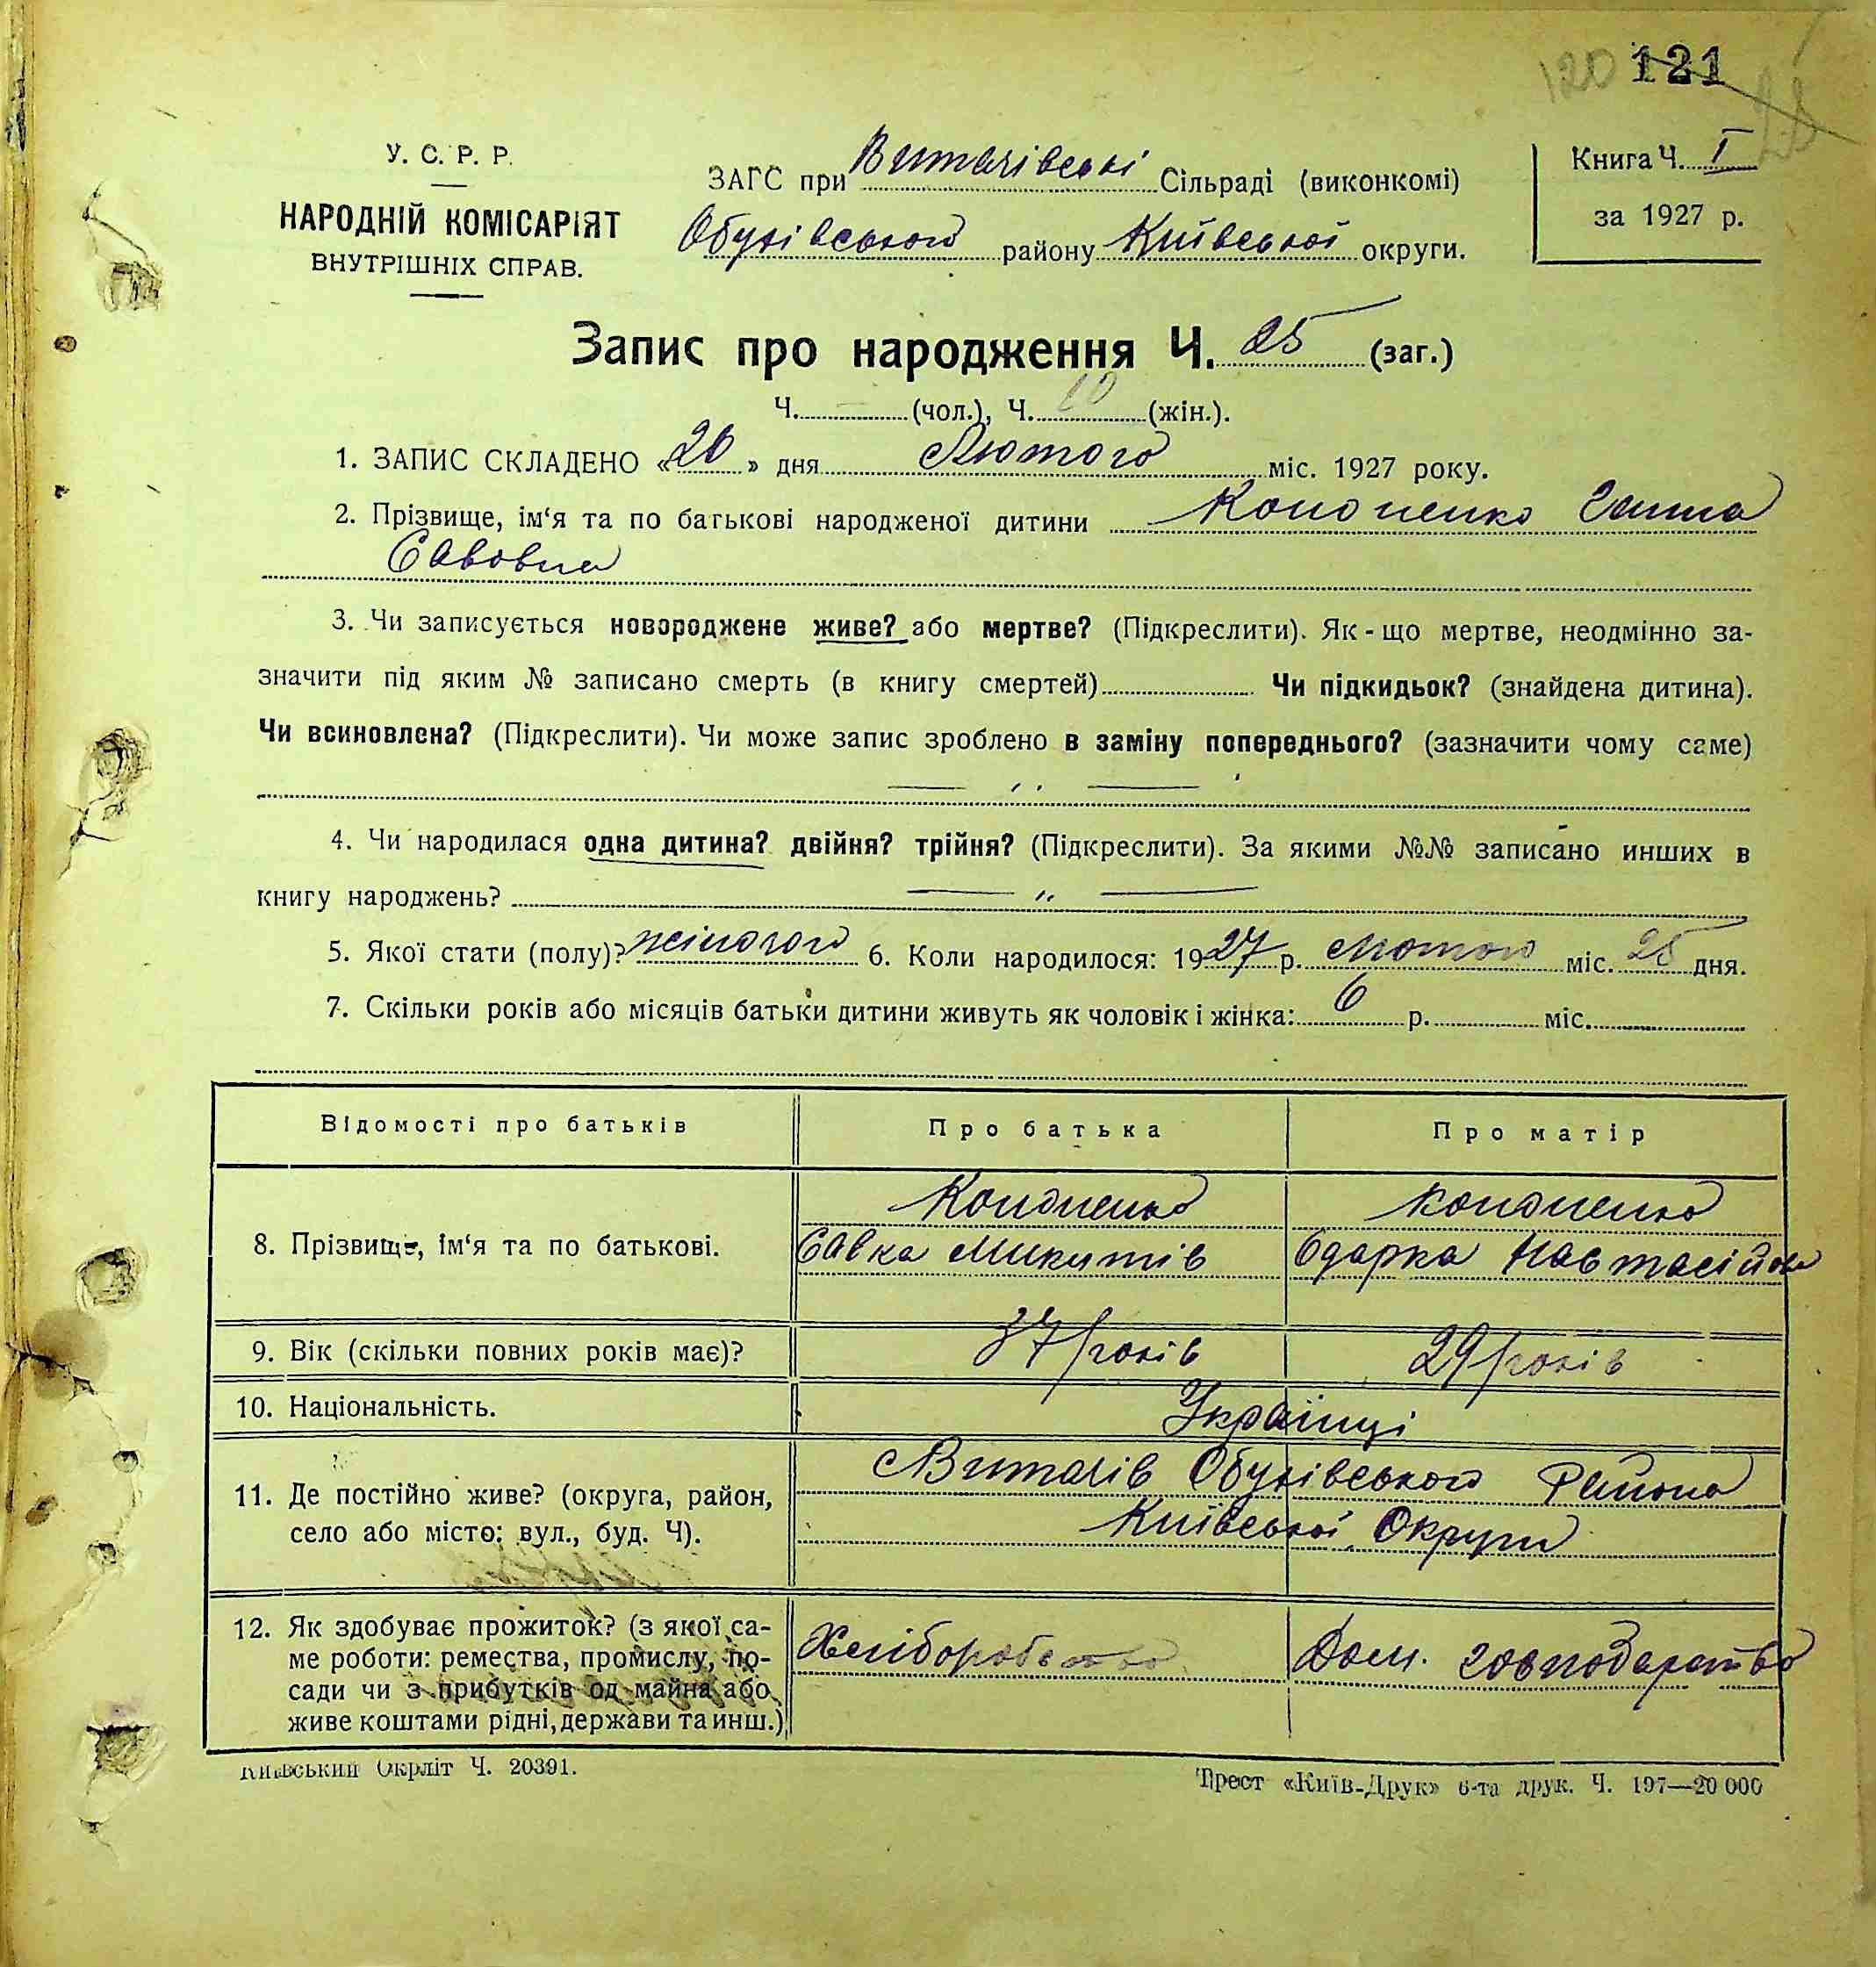 120 121
У. С. Р. Р.
НАРОДНІЙ КОМІСАРІЯТ
ВНУТРІШНІХ СПРАВ.
ЗАГС при Витачівські Сільраді (виконкомі)
Обухівського району Київської округи.
Книга Ч. I
за 1927 р.
Запис про народження Ч. 25 (заг.)
Ч. — (чол.), Ч. 10 (жін.).
1. ЗАПИС СКЛАДЕНО «26» дня Лютого міс. 1927 року.
2. Прізвище, ім‘я та по батькові народженої дитини Кононенко Ганна
Савовна
3. Чи записується новороджене живе? або мертве? (Підкреслити). Як-що мертве, неодмінно за-
значити під яким № записано смерть (в книгу смертей) Чи підкидьок? (знайдена дитина).
Чи всиновлена? (Підкреслити). Чи може запис зроблено в заміну попереднього? (зазначити чому саме)
— ,, —
4. Чи народилася одна дитина? двійня? трійня? (Підкреслити). За якими №№ записано инших в
книгу народжень? — ,, —
5. Якої стати (полу)? жіночого 6. Коли народилося: 1927 р. Лютого міс. 25 дня.
7. Скільки років або місяців батьки дитини живуть як чоловік і жінка: 6 р. міс.
Відомості про батьків Про батька Про матір
Кононенко Кононенко
8. Прізвище, ім‘я та по батькові. Савка Микитів Одарка Навтасійов
9. Вік (скільки повних років має)? 37 років 29 років
10. Національність. Українці
11. Де постійно живе? (округа, район, Витачів Обухівського Района
село або місто: вул., буд. Ч). Київської Округи
12. Як здобуває прожиток? (з якої са- Хліборобство Дом. господарство
ме роботи: ремества, промислу, по-
сади чи з прибутків од майна або
живе коштами рідні, держави та инш.)
Київський Окрліт Ч. 20391.
Трест «Київ-Друк» 6-та друк. Ч. 197—20 000